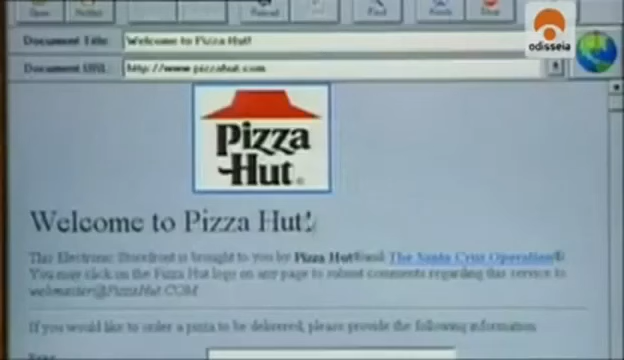 Open
Reload
Find
odisseia
Document Title: Welcome to Pizza Hut!
Document URL: http://www.pizzahut.com
Pizza
Hut®
Welcome to Pizza Hut!
This Electronic Storefront is brought to you by Pizza Hut® and The Santa Cruz Operation®.
You may click on the Pizza Hut logo on any page to submit comments regarding this service to
webmaster@PizzaHut.COM
If you would like to order a pizza to be delivered, please provide the following information: